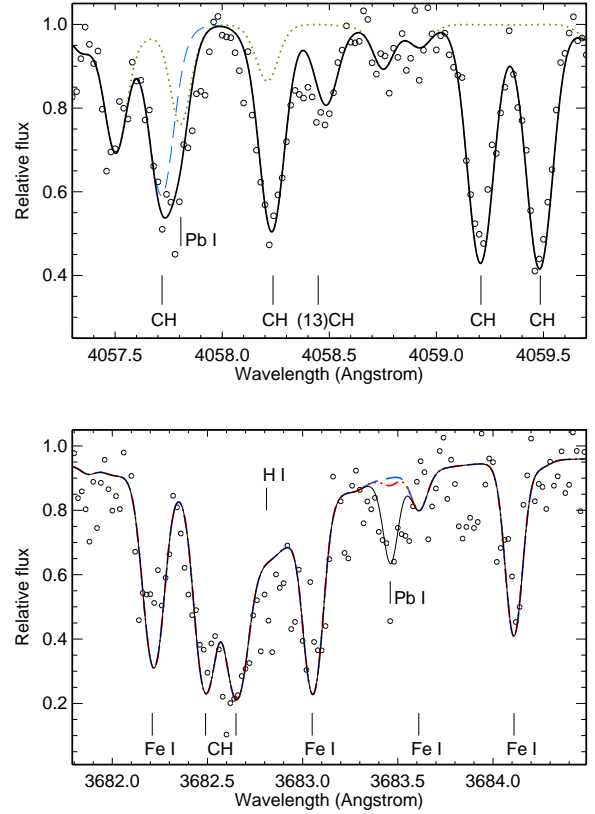 1.0
0.8
0.6
0.4
Relative flux
Pb I
CH
CH
(13)CH
CH
CH
4057.5
4058.0
4058.5
4059.0
4059.5
Wavelength (Angstrom)
1.0
0.8
0.6
0.4
0.2
Relative flux
H I
Pb I
Fe I
CH
Fe I
Fe I
Fe I
3682.0
3682.5
3683.0
3683.5
3684.0
Wavelength (Angstrom)